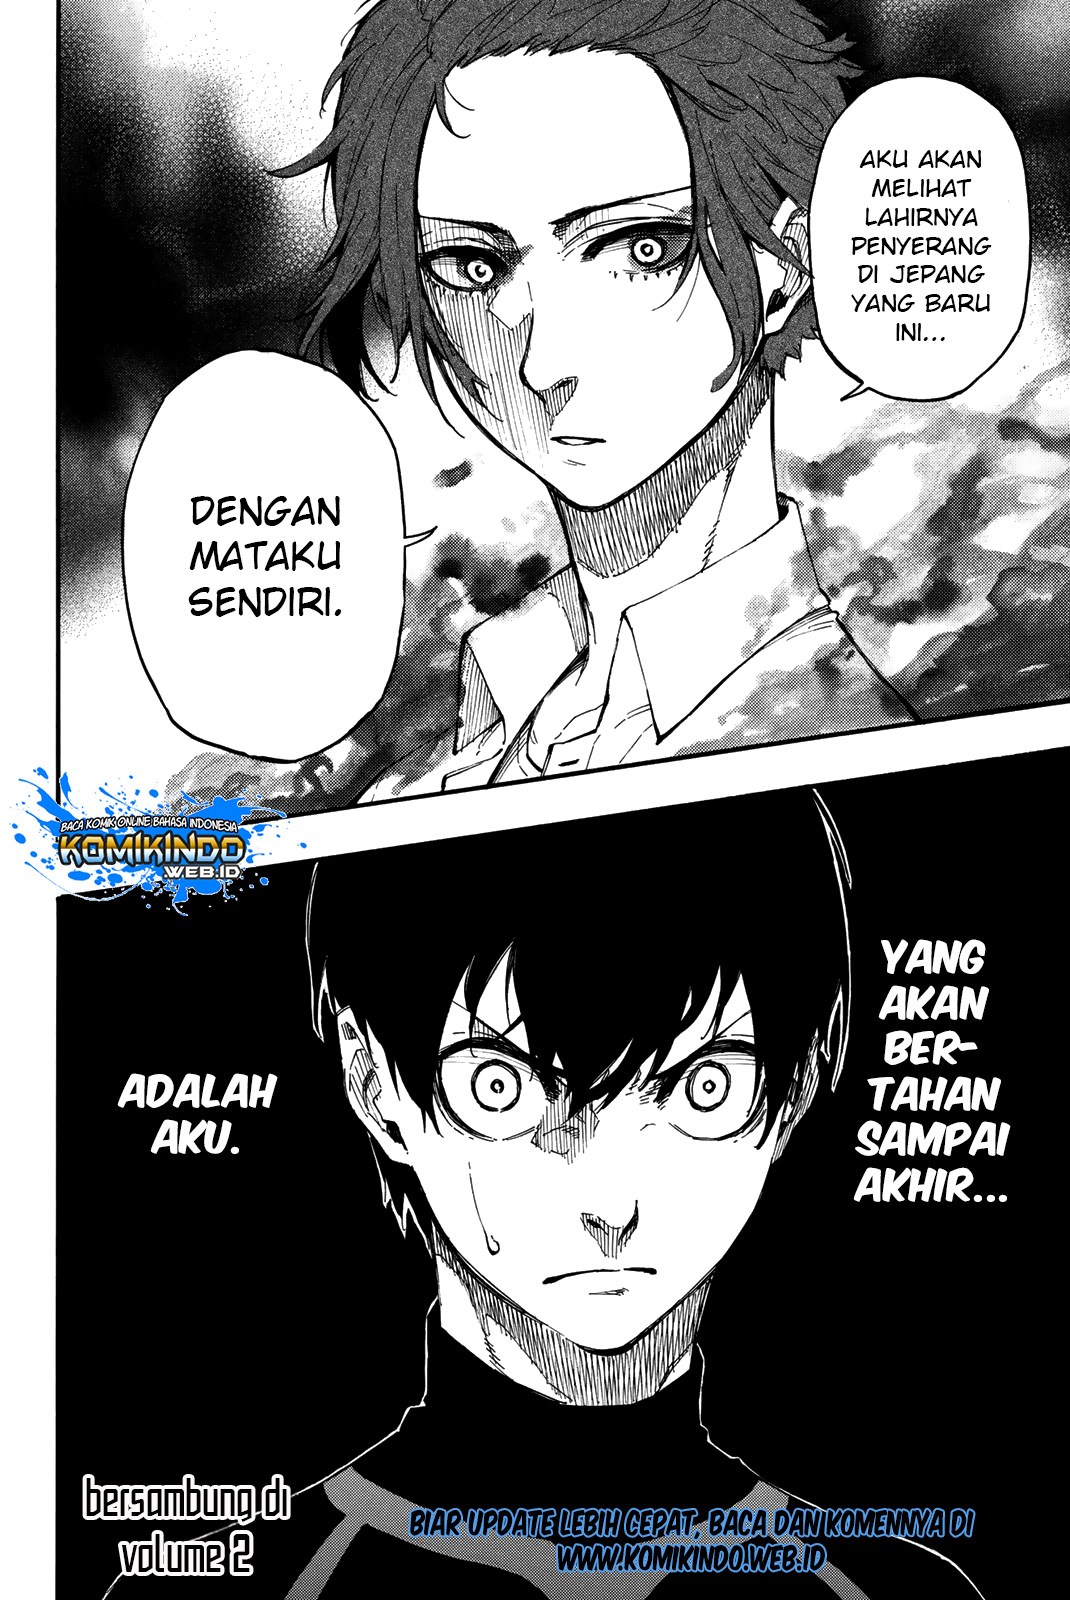 AKU AKAN
MELIHAT
LAHIRNYA
PENYERANG
DI JEPANG
YANG BARU
INI...
DENGAN
MATAKU
SENDIRI.
BACA KOMIK ONLINE BAHASA INDONESIA
KOMIKINDO
WEB.ID
YANG
AKAN
BER-
TAHAN
SAMPAI
AKHIR...
ADALAH
AKU.
bersambung di
volume 2
BIAR UPDATE LEBIH CEPAT, BACA DAN KOMENNYA DI
WWW.KOMIKINDO.WEB.ID